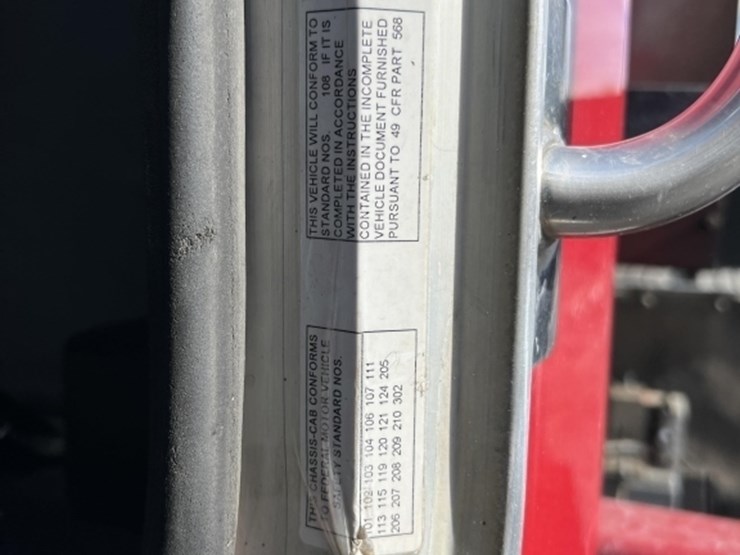 THIS CHASSIS-CAB CONFORMS
TO FEDERAL MOTOR VEHICLE
SAFETY STANDARD NOS.
101 102 103 104 106 107 111
113 115 119 120 121 124 205
206 207 208 209 210 302
THIS VEHICLE WILL CONFORM TO
STANDARD NOS. 108 IF IT IS
COMPLETED IN ACCORDANCE
WITH THE INSTRUCTIONS
CONTAINED IN THE INCOMPLETE
VEHICLE DOCUMENT FURNISHED
PURSUANT TO 49 CFR PART 568